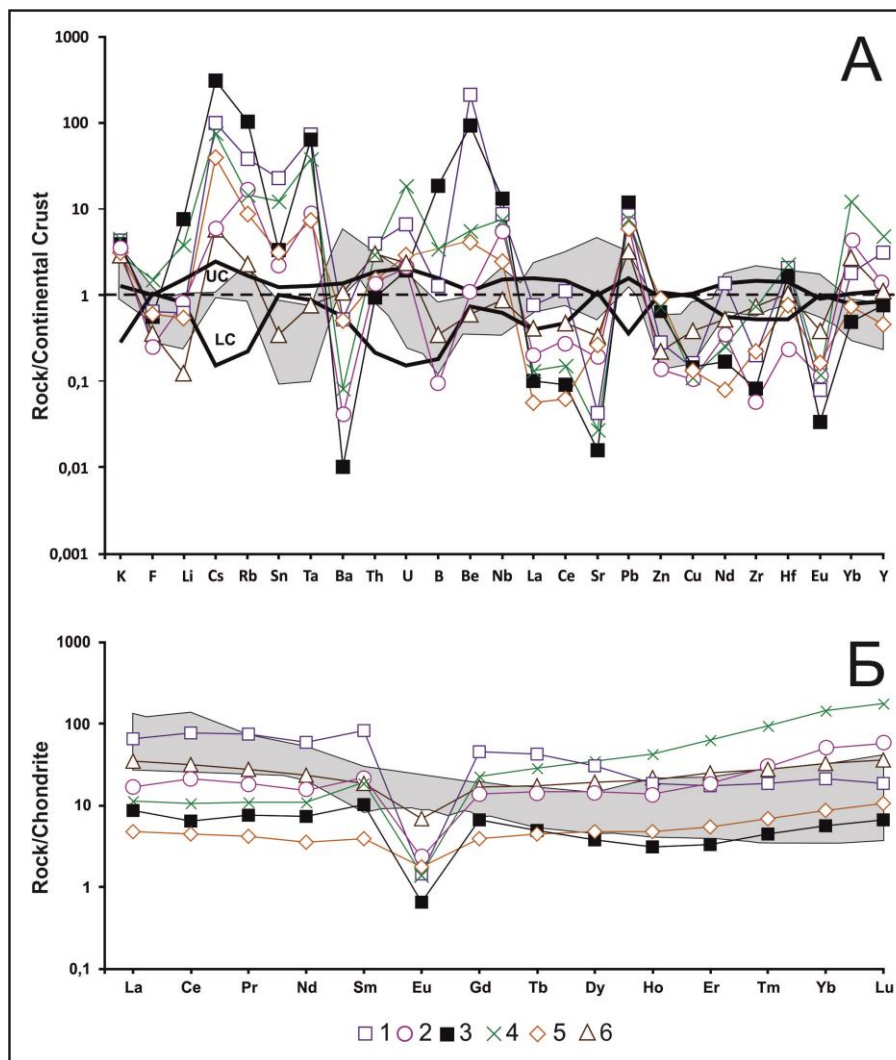 А
Rock/Continental Crust
1000
100
10
1
0,1
0,01
0,001
UC
LC
K F Li Cs Rb Sn Ta Ba Th U B Be Nb La Ce Sr Pb Zn Cu Nd Zr Hf Eu Yb Y
Б
Rock/Chondrite
1000
100
10
1
0,1
La Ce Pr Nd Sm Eu Gd Tb Dy Ho Er Tm Yb Lu
1 2 3 4 5 6